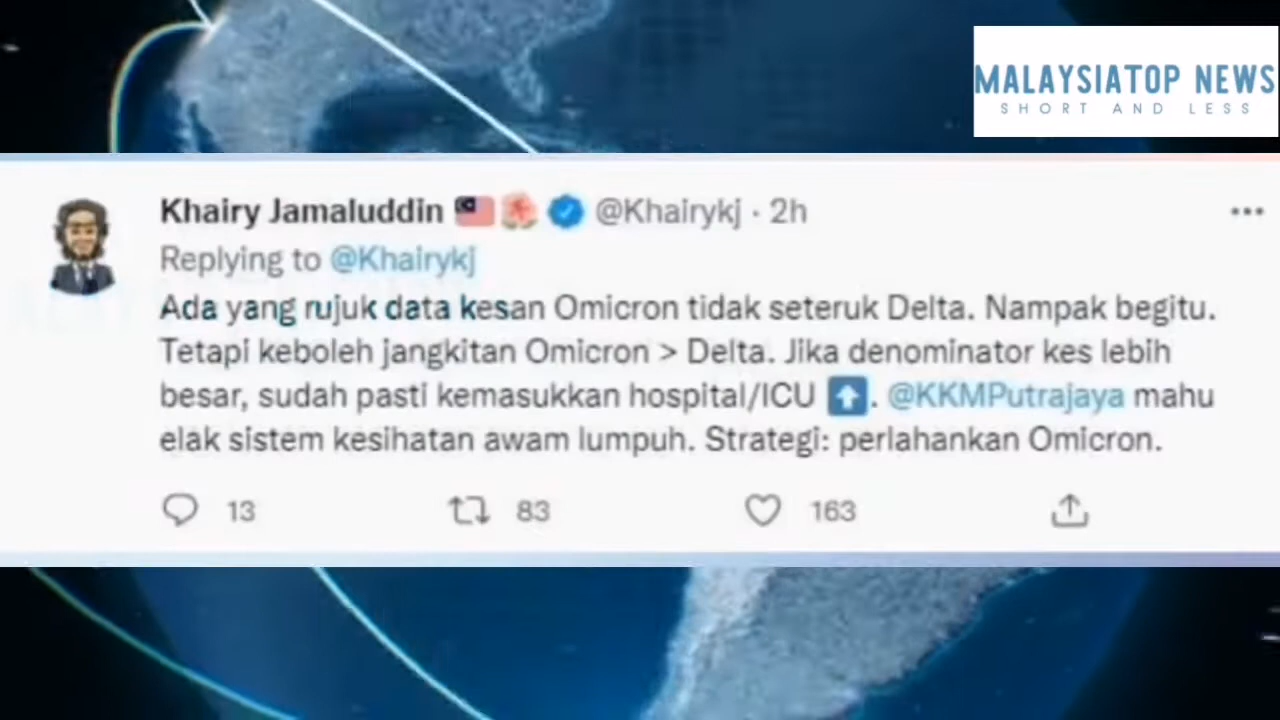 MALAYSIATOP NEWS
SHORT AND LESS
Khairy Jamaluddin @Khairykj · 2h
Replying to @Khairykj
Ada yang rujuk data kesan Omicron tidak seteruk Delta. Nampak begitu.
Tetapi keboleh jangkitan Omicron > Delta. Jika denominator kes lebih
besar, sudah pasti kemasukkan hospital/ICU ⬆️. @KKMPutrajaya mahu
elak sistem kesihatan awam lumpuh. Strategi: perlahankan Omicron.
13 83 163